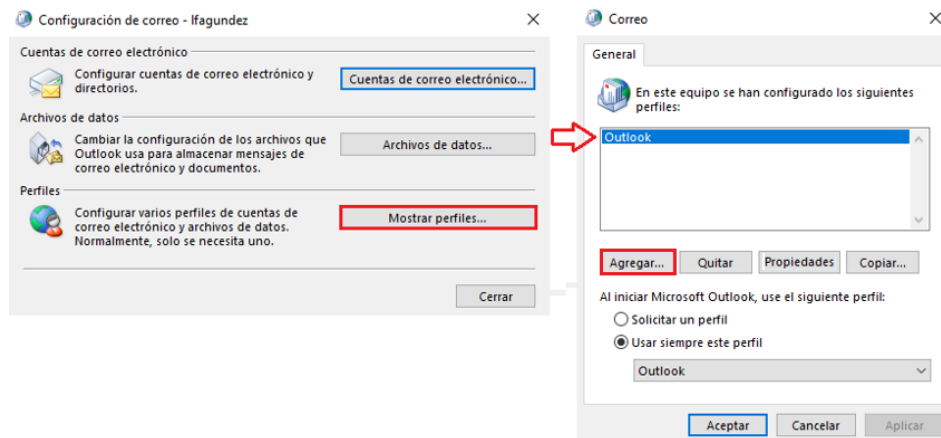 Configuración de correo - lfagundez
Cuentas de correo electrónico
Configurar cuentas de correo electrónico y
directorios.
Cuentas de correo electrónico...
Archivos de datos
Cambiar la configuración de los archivos que
Outlook usa para almacenar mensajes de
correo electrónico y documentos.
Archivos de datos...
Perfiles
Configurar varios perfiles de cuentas de
correo electrónico y archivos de datos.
Normalmente, solo se necesita uno.
Mostrar perfiles...
Cerrar
Correo
General
En este equipo se han configurado los siguientes
perfiles:
Outlook
Agregar... Quitar Propiedades Copiar...
Al iniciar Microsoft Outlook, use el siguiente perfil:
Solicitar un perfil
Usar siempre este perfil
Outlook
Aceptar Cancelar Aplicar